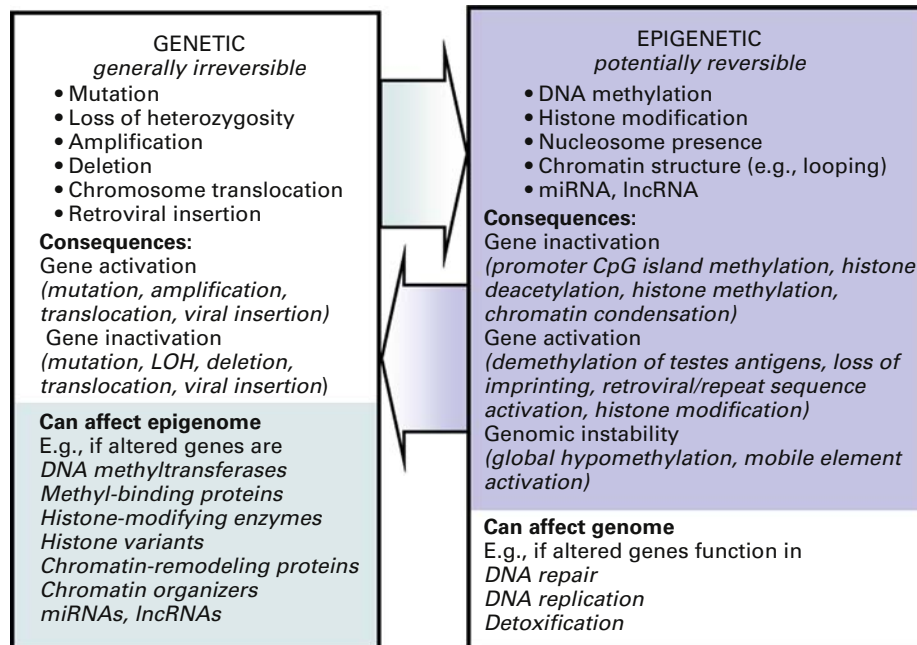 GENETIC
generally irreversible
• Mutation
• Loss of heterozygosity
• Amplification
• Deletion
• Chromosome translocation
• Retroviral insertion
Consequences:
Gene activation
(mutation, amplification,
translocation, viral insertion)
Gene inactivation
(mutation, LOH, deletion,
translocation, viral insertion)
Can affect epigenome
E.g., if altered genes are
DNA methyltransferases
Methyl-binding proteins
Histone-modifying enzymes
Histone variants
Chromatin-remodeling proteins
Chromatin organizers
miRNAs, lncRNAs
EPIGENETIC
potentially reversible
• DNA methylation
• Histone modification
• Nucleosome presence
• Chromatin structure (e.g., looping)
• miRNA, lncRNA
Consequences:
Gene inactivation
(promoter CpG island methylation, histone
deacetylation, histone methylation,
chromatin condensation)
Gene activation
(demethylation of testes antigens, loss of
imprinting, retroviral/repeat sequence
activation, histone modification)
Genomic instability
(global hypomethylation, mobile element
activation)
Can affect genome
E.g., if altered genes function in
DNA repair
DNA replication
Detoxification